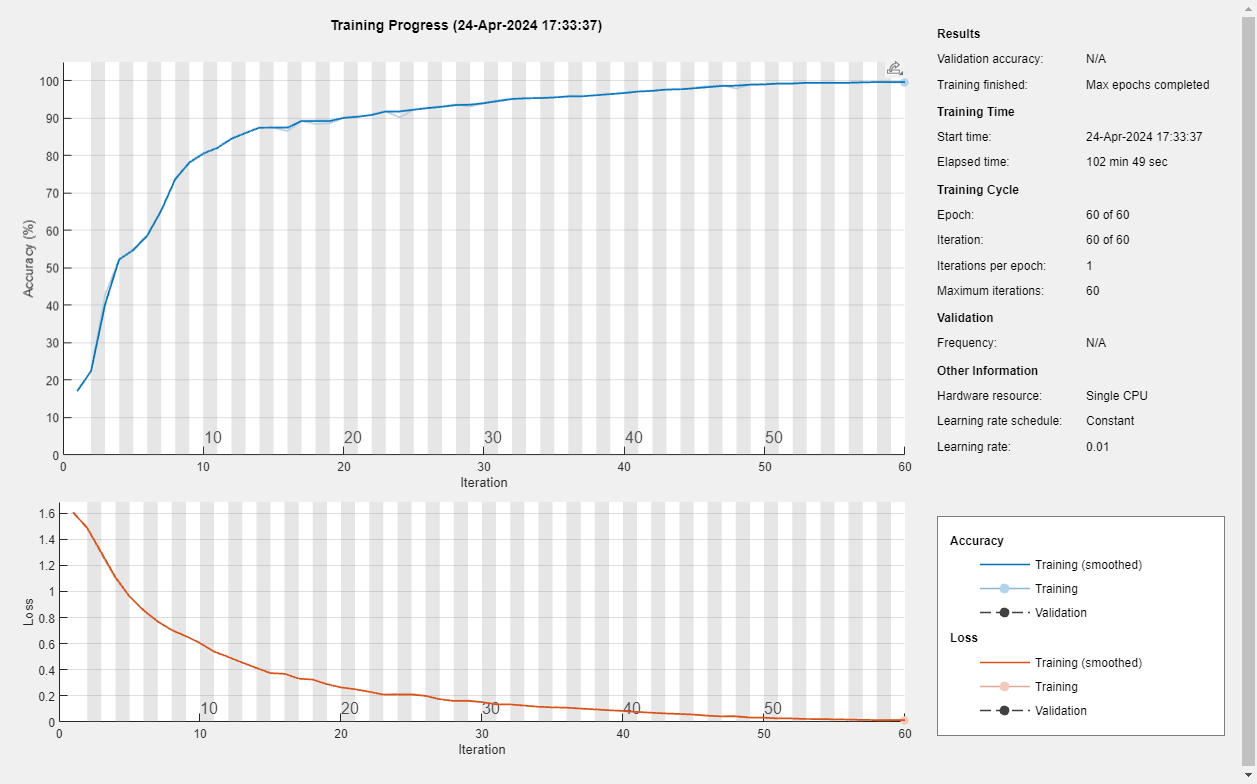 Training Progress (24-Apr-2024 17:33:37)
100
90
80
70
60
50
40
30
20
10
0
Accuracy (%)
10 20 30 40 50
0 10 20 30 40 50 60
Iteration
1.6
1.4
1.2
1
0.8
0.6
0.4
0.2
0
Loss
10 20 30 40 50
0 10 20 30 40 50 60
Iteration
Results
Validation accuracy: N/A
Training finished: Max epochs completed
Training Time
Start time: 24-Apr-2024 17:33:37
Elapsed time: 102 min 49 sec
Training Cycle
Epoch: 60 of 60
Iteration: 60 of 60
Iterations per epoch: 1
Maximum iterations: 60
Validation
Frequency: N/A
Other Information
Hardware resource: Single CPU
Learning rate schedule: Constant
Learning rate: 0.01
Accuracy
Training (smoothed)
Training
Validation
Loss
Training (smoothed)
Training
Validation